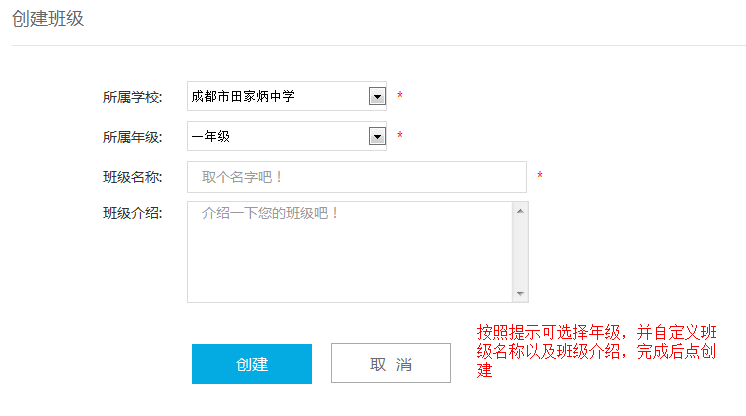 创建班级
所属学校: 成都市田家炳中学 *
所属年级: 一年级 *
班级名称: 取个名字吧！ *
班级介绍: 介绍一下您的班级吧！
按照提示可选择年级，并自定义班
级名称以及班级介绍，完成后点创
建
创建 取 消